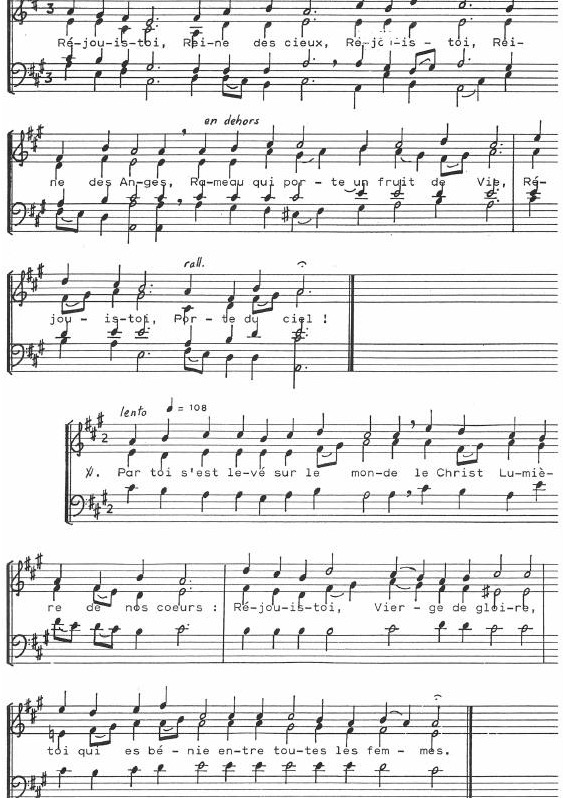 3
Ré-jou-is-toi, Rei-ne des cieux, Ré-jou-is - toi, Rei-
3
en dehors
ne des An-ges, Ra-meau qui por - te un fruit de Vie, Ré-
rall.
jou - is-toi, Por - te du ciel !
lento ♩ = 108
2
℣. Par toi s'est le-vé sur le mon-de le Christ Lu-miè-
2
re de nos coeurs : Ré-jou-is-toi, Vier - ge de gloi-re,
toi qui es bé - nie en-tre tou-tes les fem - mes.